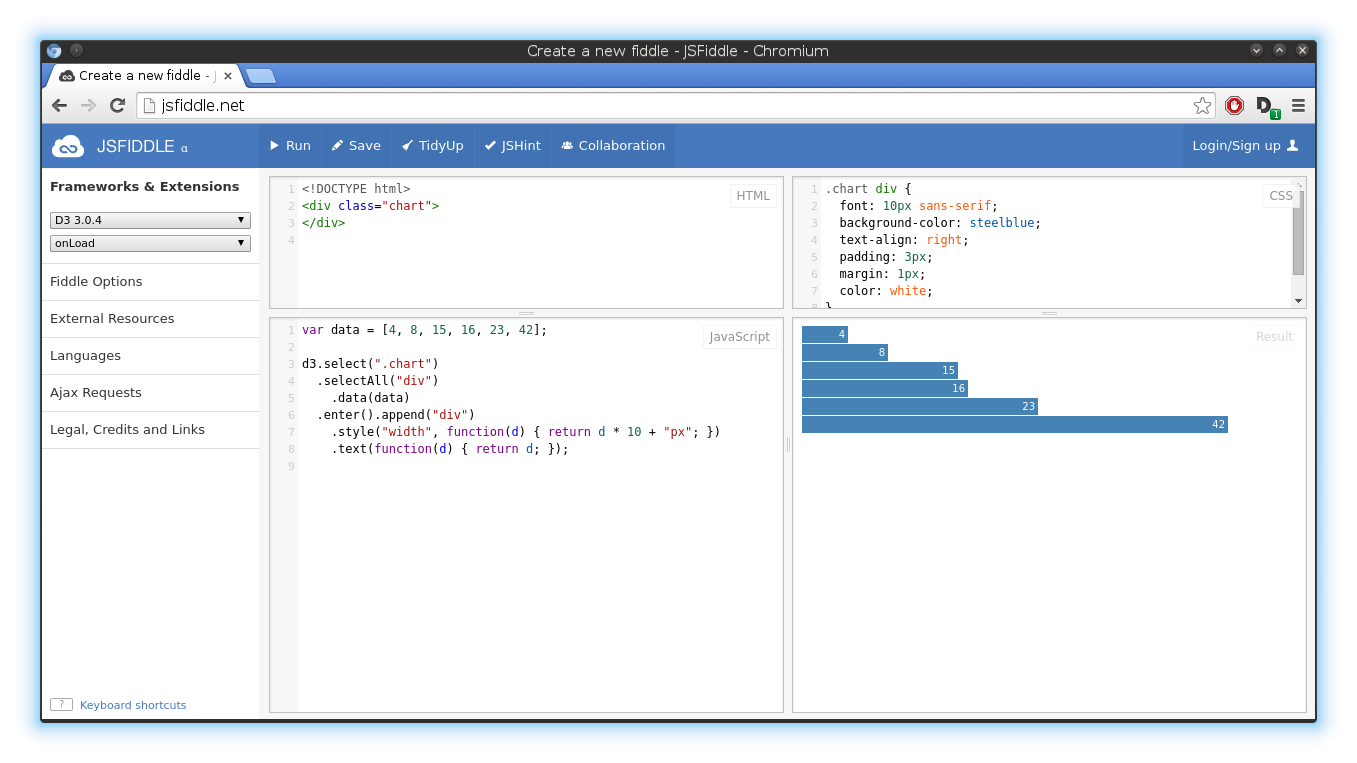 Create a new fiddle - JSFiddle - Chromium
Create a new fiddle - J
jsfiddle.net
1
JSFIDDLE α
Run
Save
TidyUp
JSHint
Collaboration
Login/Sign up
Frameworks & Extensions
D3 3.0.4
onLoad
Fiddle Options
External Resources
Languages
Ajax Requests
Legal, Credits and Links
? Keyboard shortcuts
HTML
1 <!DOCTYPE html>
2 <div class="chart">
3 </div>
4
CSS
1 .chart div {
2   font: 10px sans-serif;
3   background-color: steelblue;
4   text-align: right;
5   padding: 3px;
6   margin: 1px;
7   color: white;
8 }
JavaScript
1 var data = [4, 8, 15, 16, 23, 42];
2
3 d3.select(".chart")
4   .selectAll("div")
5     .data(data)
6   .enter().append("div")
7     .style("width", function(d) { return d * 10 + "px"; })
8     .text(function(d) { return d; });
9
Result
4
8
15
16
23
42